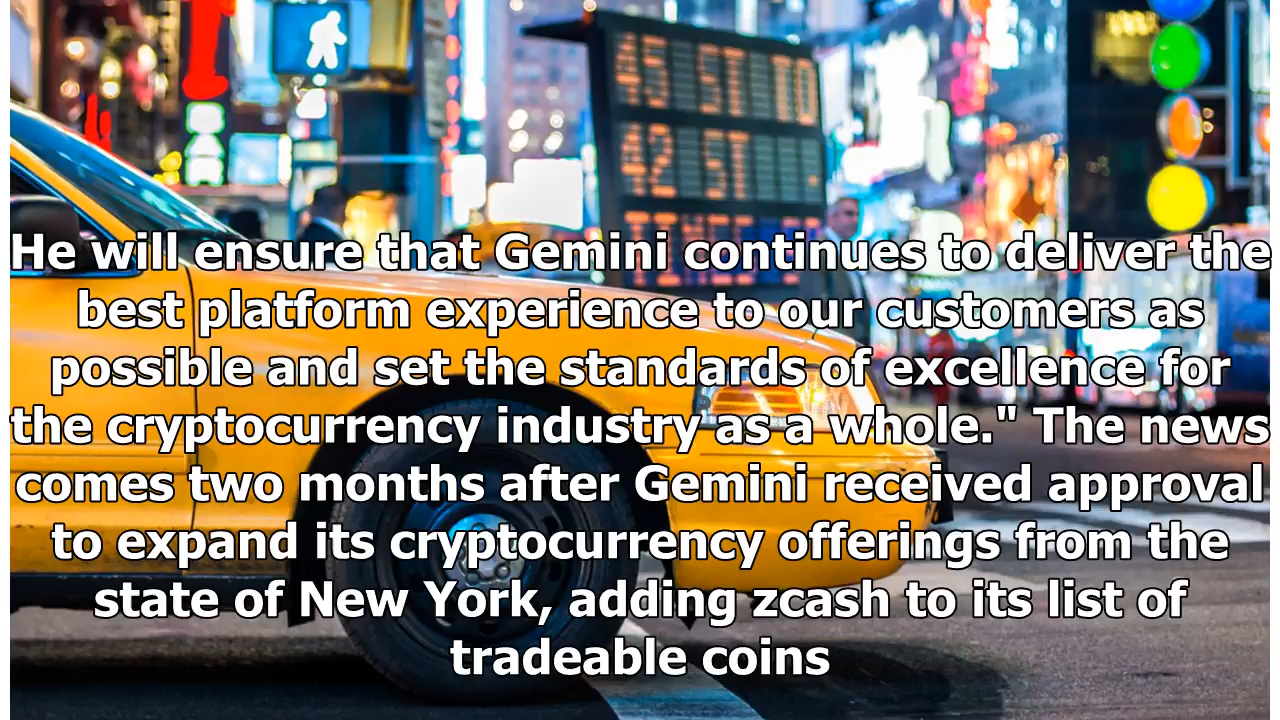 45 ST TO
42 ST
He will ensure that Gemini continues to deliver the
best platform experience to our customers as
possible and set the standards of excellence for
the cryptocurrency industry as a whole." The news
comes two months after Gemini received approval
to expand its cryptocurrency offerings from the
state of New York, adding zcash to its list of
tradeable coins